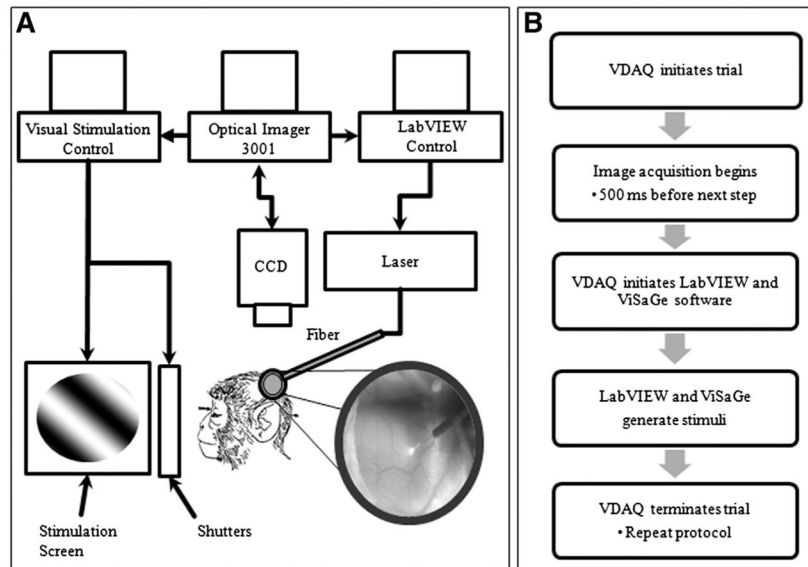 A
Visual Stimulation
Control
Optical Imager
3001
LabVIEW
Control
CCD
Laser
Fiber
Stimulation
Screen
Shutters
B
VDAQ initiates trial
Image acquisition begins
• 500 ms before next step
VDAQ initiates LabVIEW and
ViSaGe software
LabVIEW and ViSaGe
generate stimuli
VDAQ terminates trial
• Repeat protocol